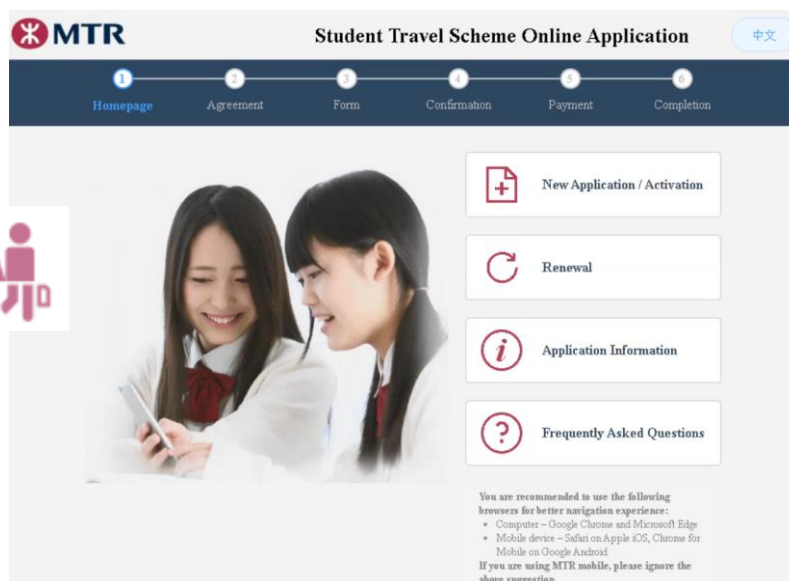 MTR
Student Travel Scheme Online Application
中文
1
2
3
4
5
6
Homepage
Agreement
Form
Confirmation
Payment
Completion
New Application / Activation
Renewal
Application Information
Frequently Asked Questions
You are recommended to use the following
browsers for better navigation experience:
• Computer – Google Chrome and Microsoft Edge
• Mobile device – Safari on Apple iOS, Chrome for
Mobile on Google Android
If you are using MTR mobile, please ignore the
above suggestion